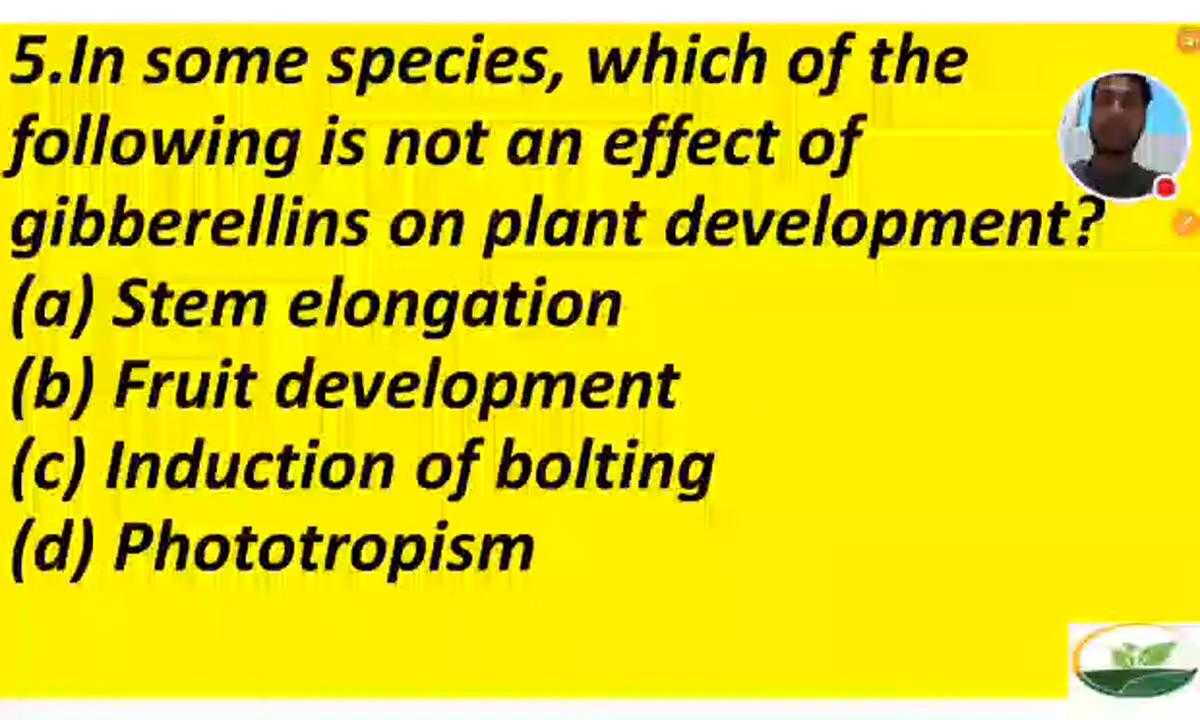 5.In some species, which of the
following is not an effect of
gibberellins on plant development?
(a) Stem elongation
(b) Fruit development
(c) Induction of bolting
(d) Phototropism